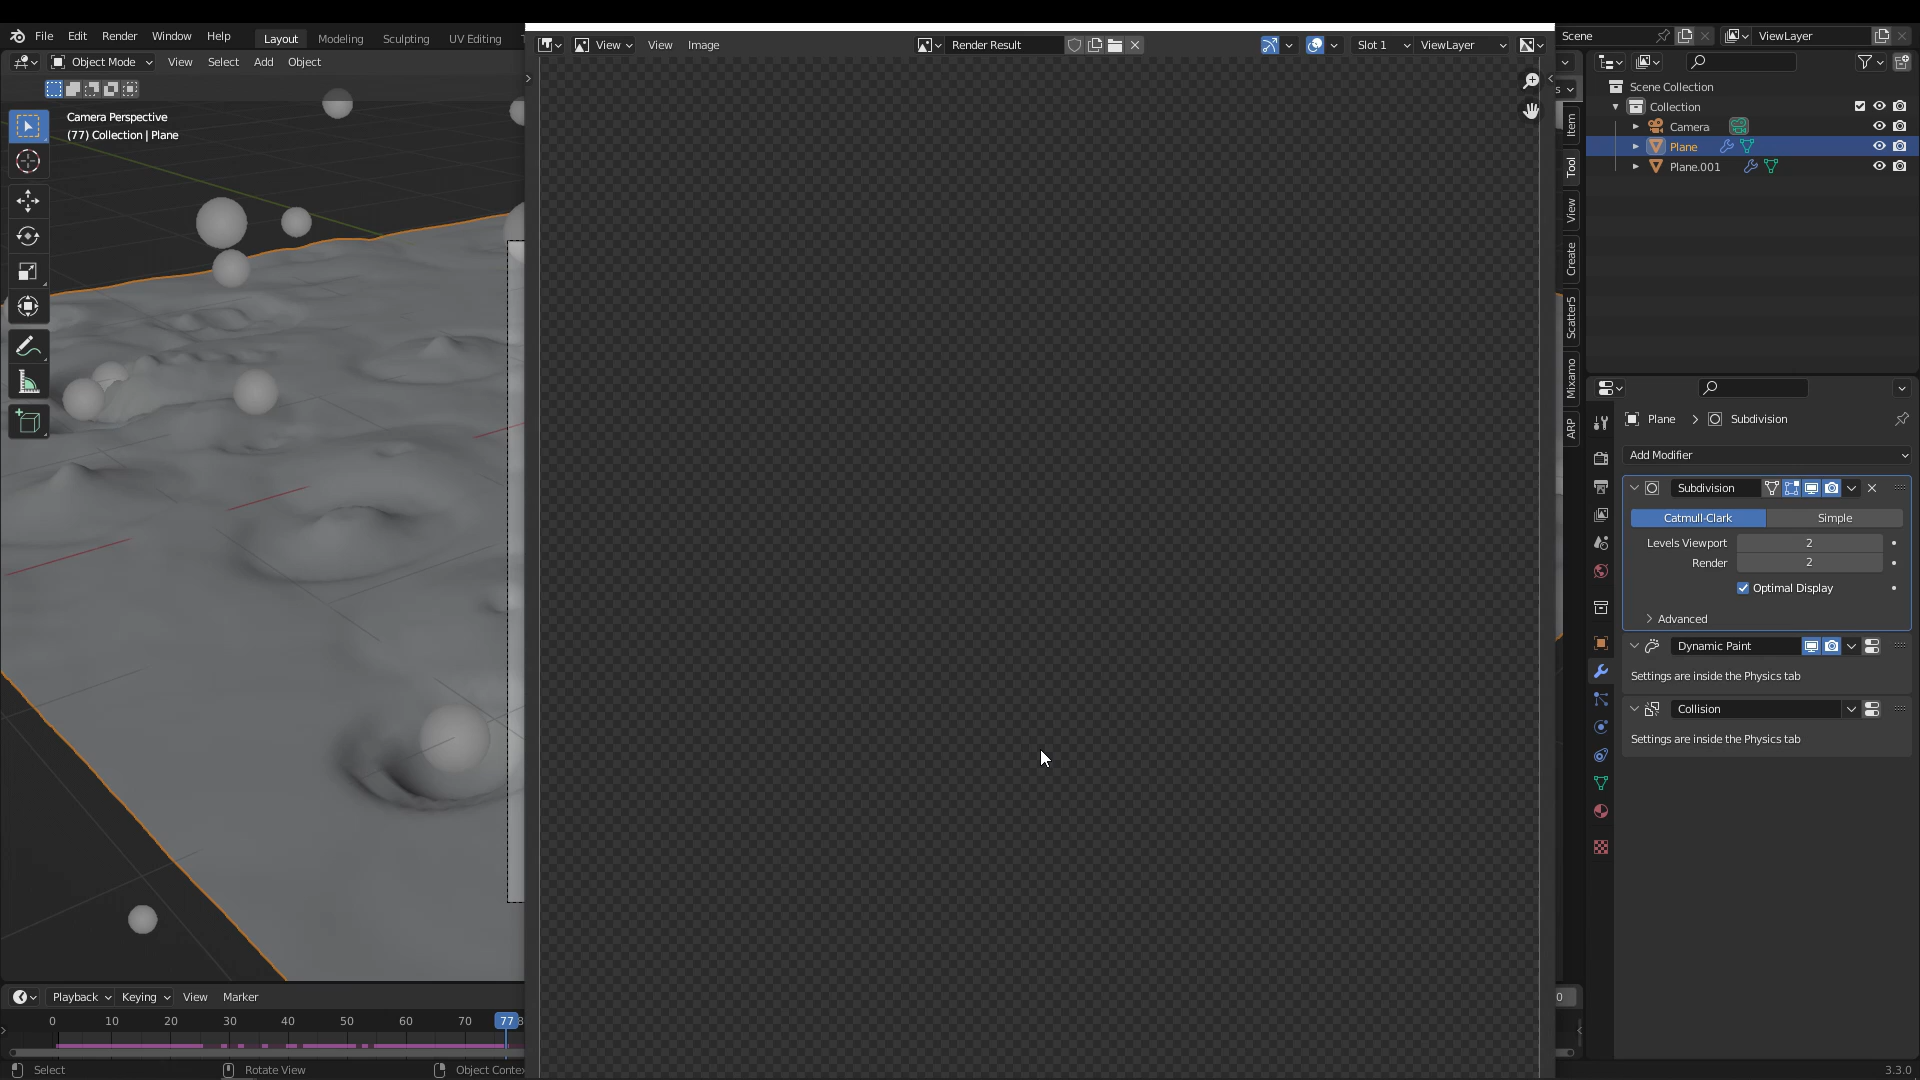 File Edit Render Window Help Layout Modeling Sculpting UV Editing
View View Image Render Result Slot 1 ViewLayer
Scene ViewLayer
Object Mode View Select Add Object
Camera Perspective
(77) Collection | Plane
Item
Tool
View
Create
Scatter5
Mixamo
ARP
Scene Collection
Collection
Camera
Plane
Plane.001
Plane > Subdivision
Add Modifier
Subdivision
Catmull-Clark Simple
Levels Viewport 2
Render 2
Optimal Display
Advanced
Dynamic Paint
Settings are inside the Physics tab
Collision
Settings are inside the Physics tab
Playback Keying View Marker
0 10 20 30 40 50 60 70 77
Select Rotate View Object Conte
3.3.0